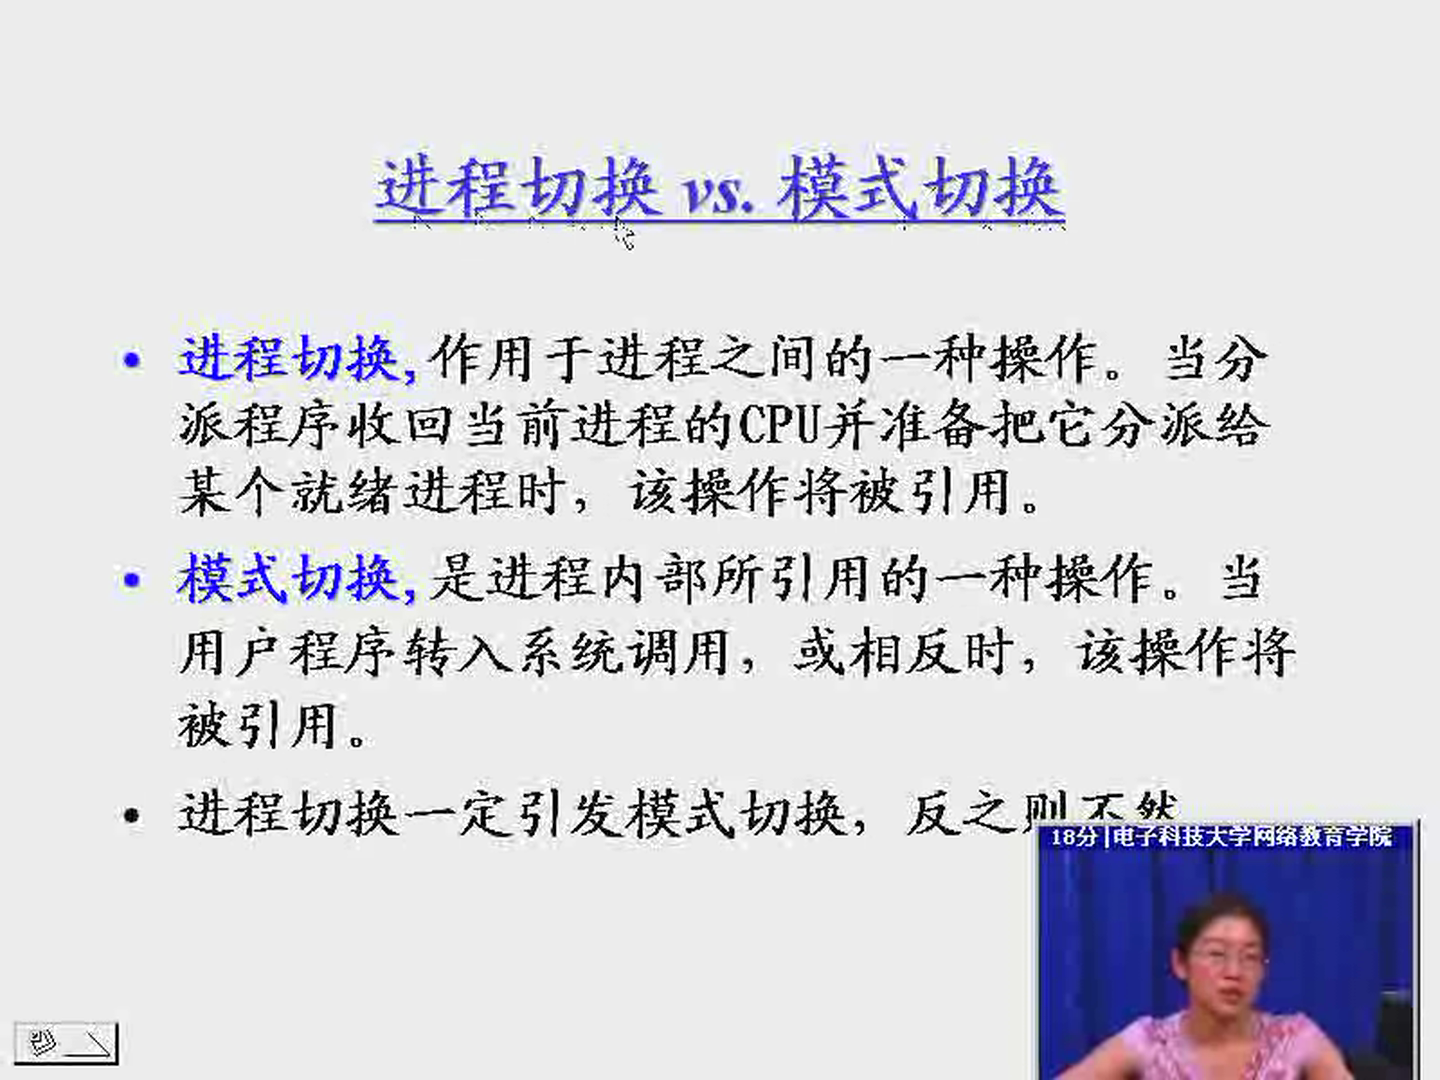 进程切换 vs. 模式切换
• 进程切换, 作用于进程之间的一种操作。当分
派程序收回当前进程的CPU并准备把它分派给
某个就绪进程时，该操作将被引用。
• 模式切换, 是进程内部所引用的一种操作。当
用户程序转入系统调用，或相反时，该操作将
被引用。
• 进程切换一定引发模式切换，反之则不然
18分|电子科技大学网络教育学院